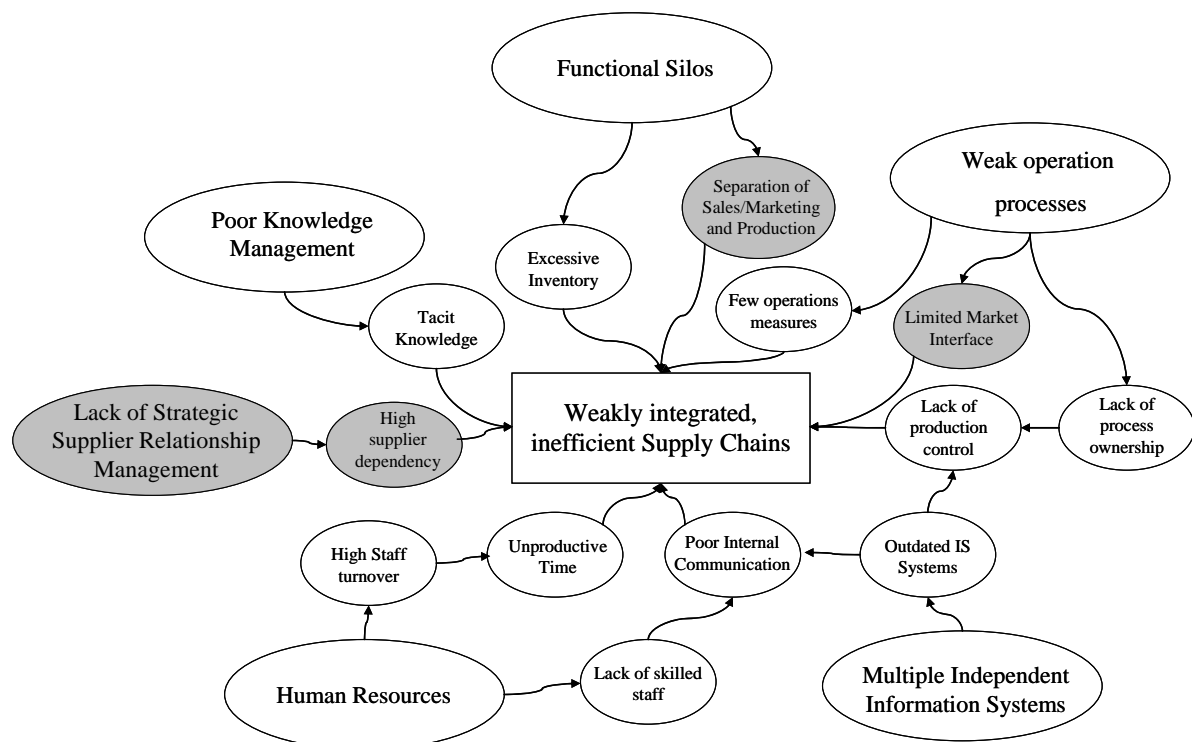 Functional Silos
Weak operation
processes
Separation of
Sales/Marketing
and Production
Poor Knowledge
Management
Excessive
Inventory
Few operations
measures
Limited Market
Interface
Tacit
Knowledge
Lack of Strategic
Supplier Relationship
Management
High
supplier
dependency
Weakly integrated,
inefficient Supply Chains
Lack of
production
control
Lack of
process
ownership
High Staff
turnover
Unproductive
Time
Poor Internal
Communication
Outdated IS
Systems
Human Resources
Lack of skilled
staff
Multiple Independent
Information Systems